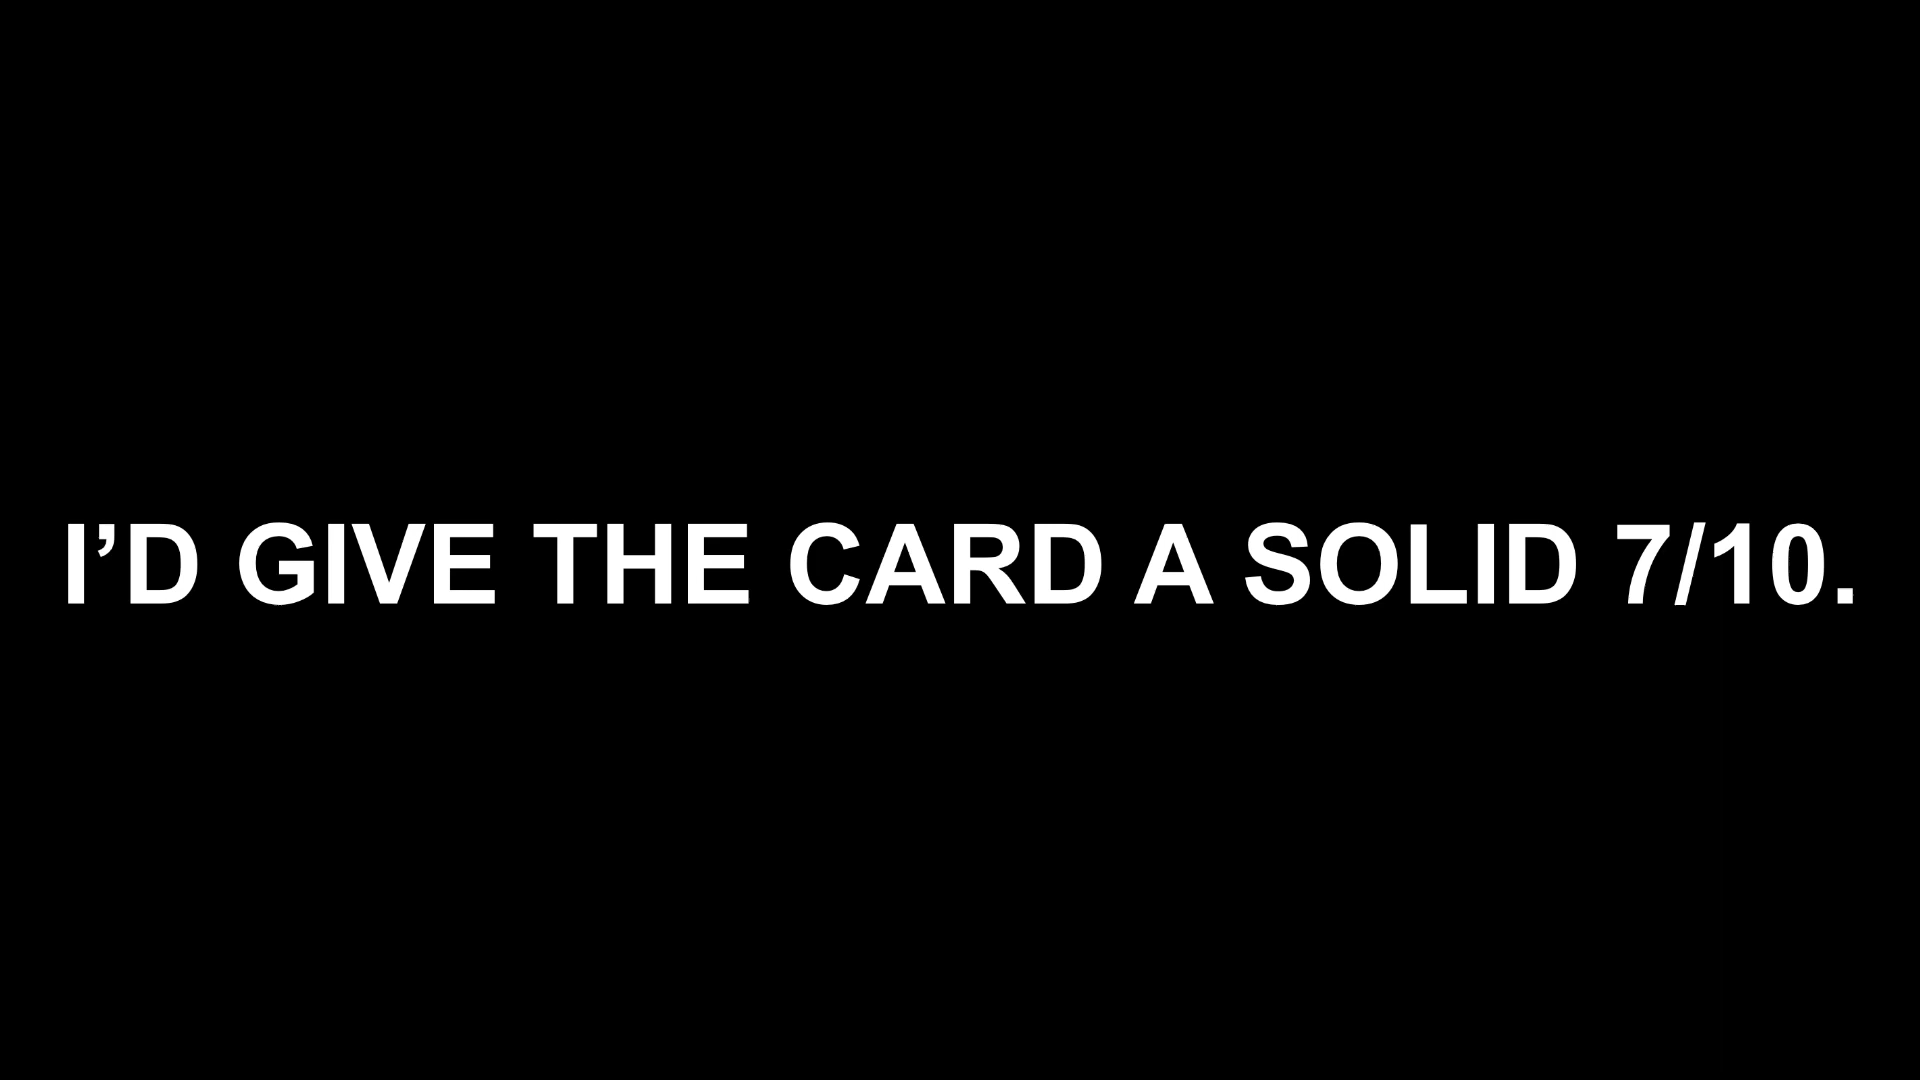 I’D GIVE THE CARD A SOLID 7/10.